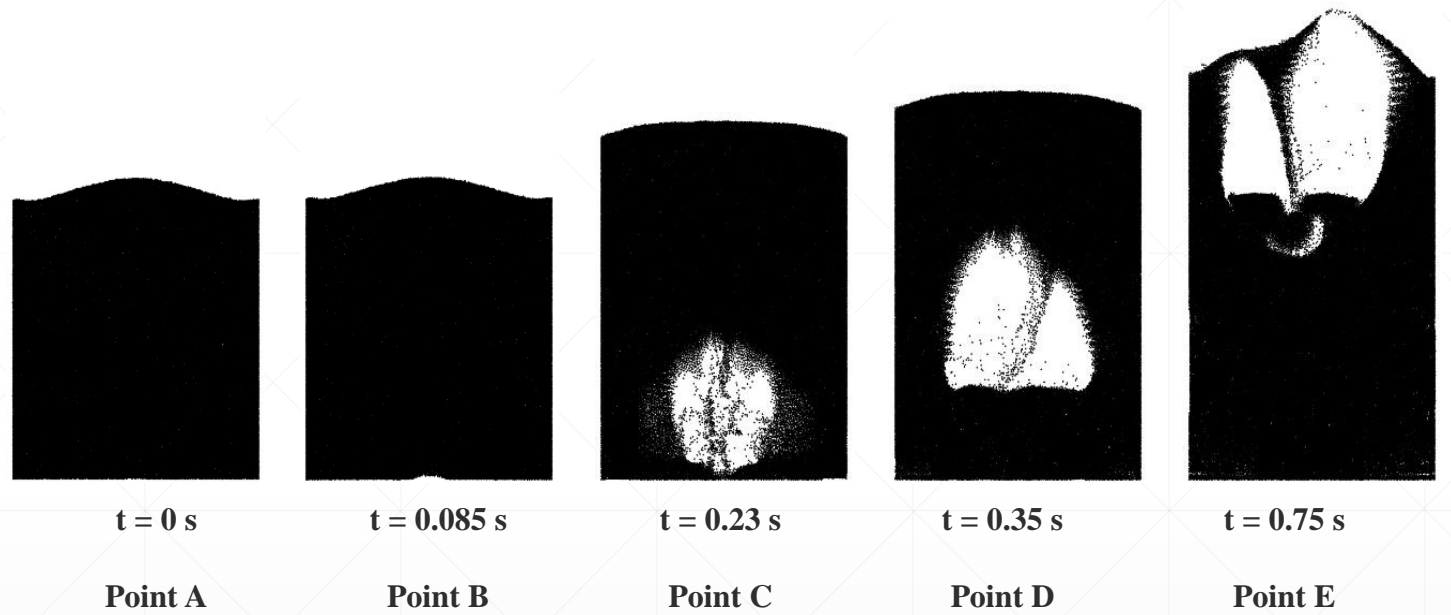 t = 0 s t = 0.085 s t = 0.23 s t = 0.35 s t = 0.75 s
Point A Point B Point C Point D Point E